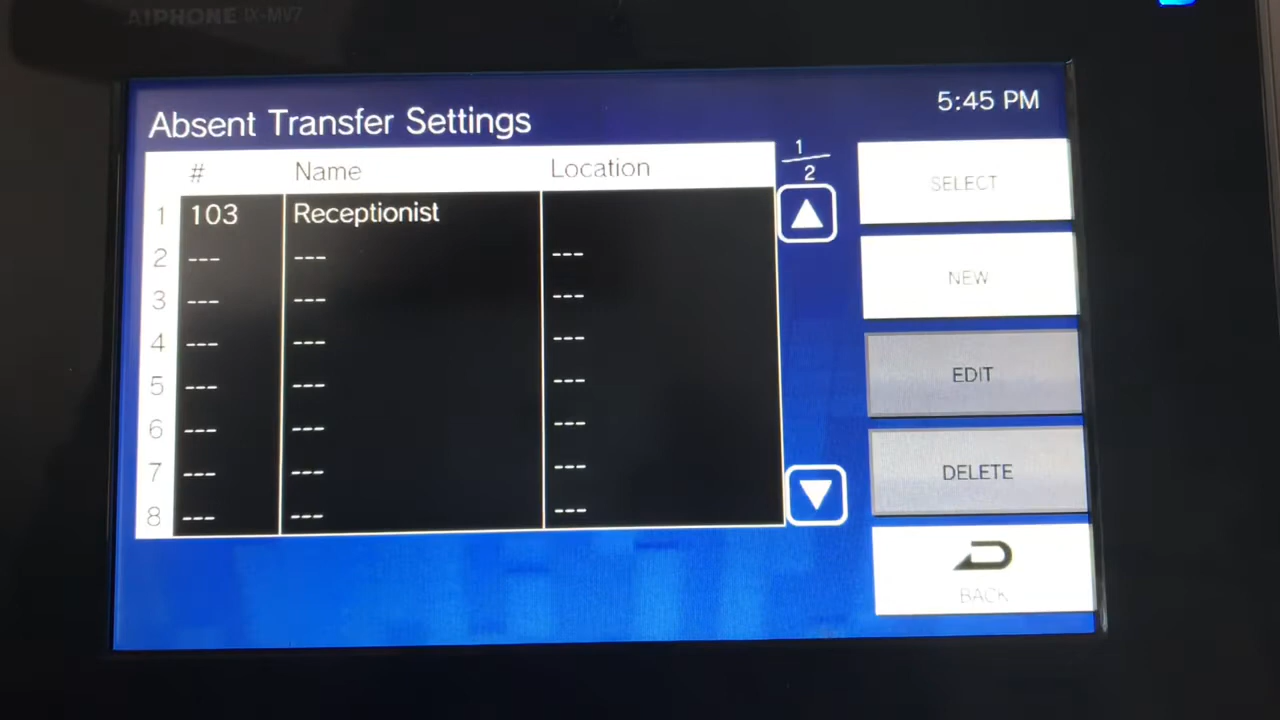 AIPHONE IX-MV7
5:45 PM
Absent Transfer Settings
# Name Location
1 103 Receptionist
2 --- --- ---
3 --- --- ---
4 --- --- ---
5 --- --- ---
6 --- --- ---
7 --- --- ---
8 --- --- ---
1
2
SELECT
NEW
EDIT
DELETE
BACK